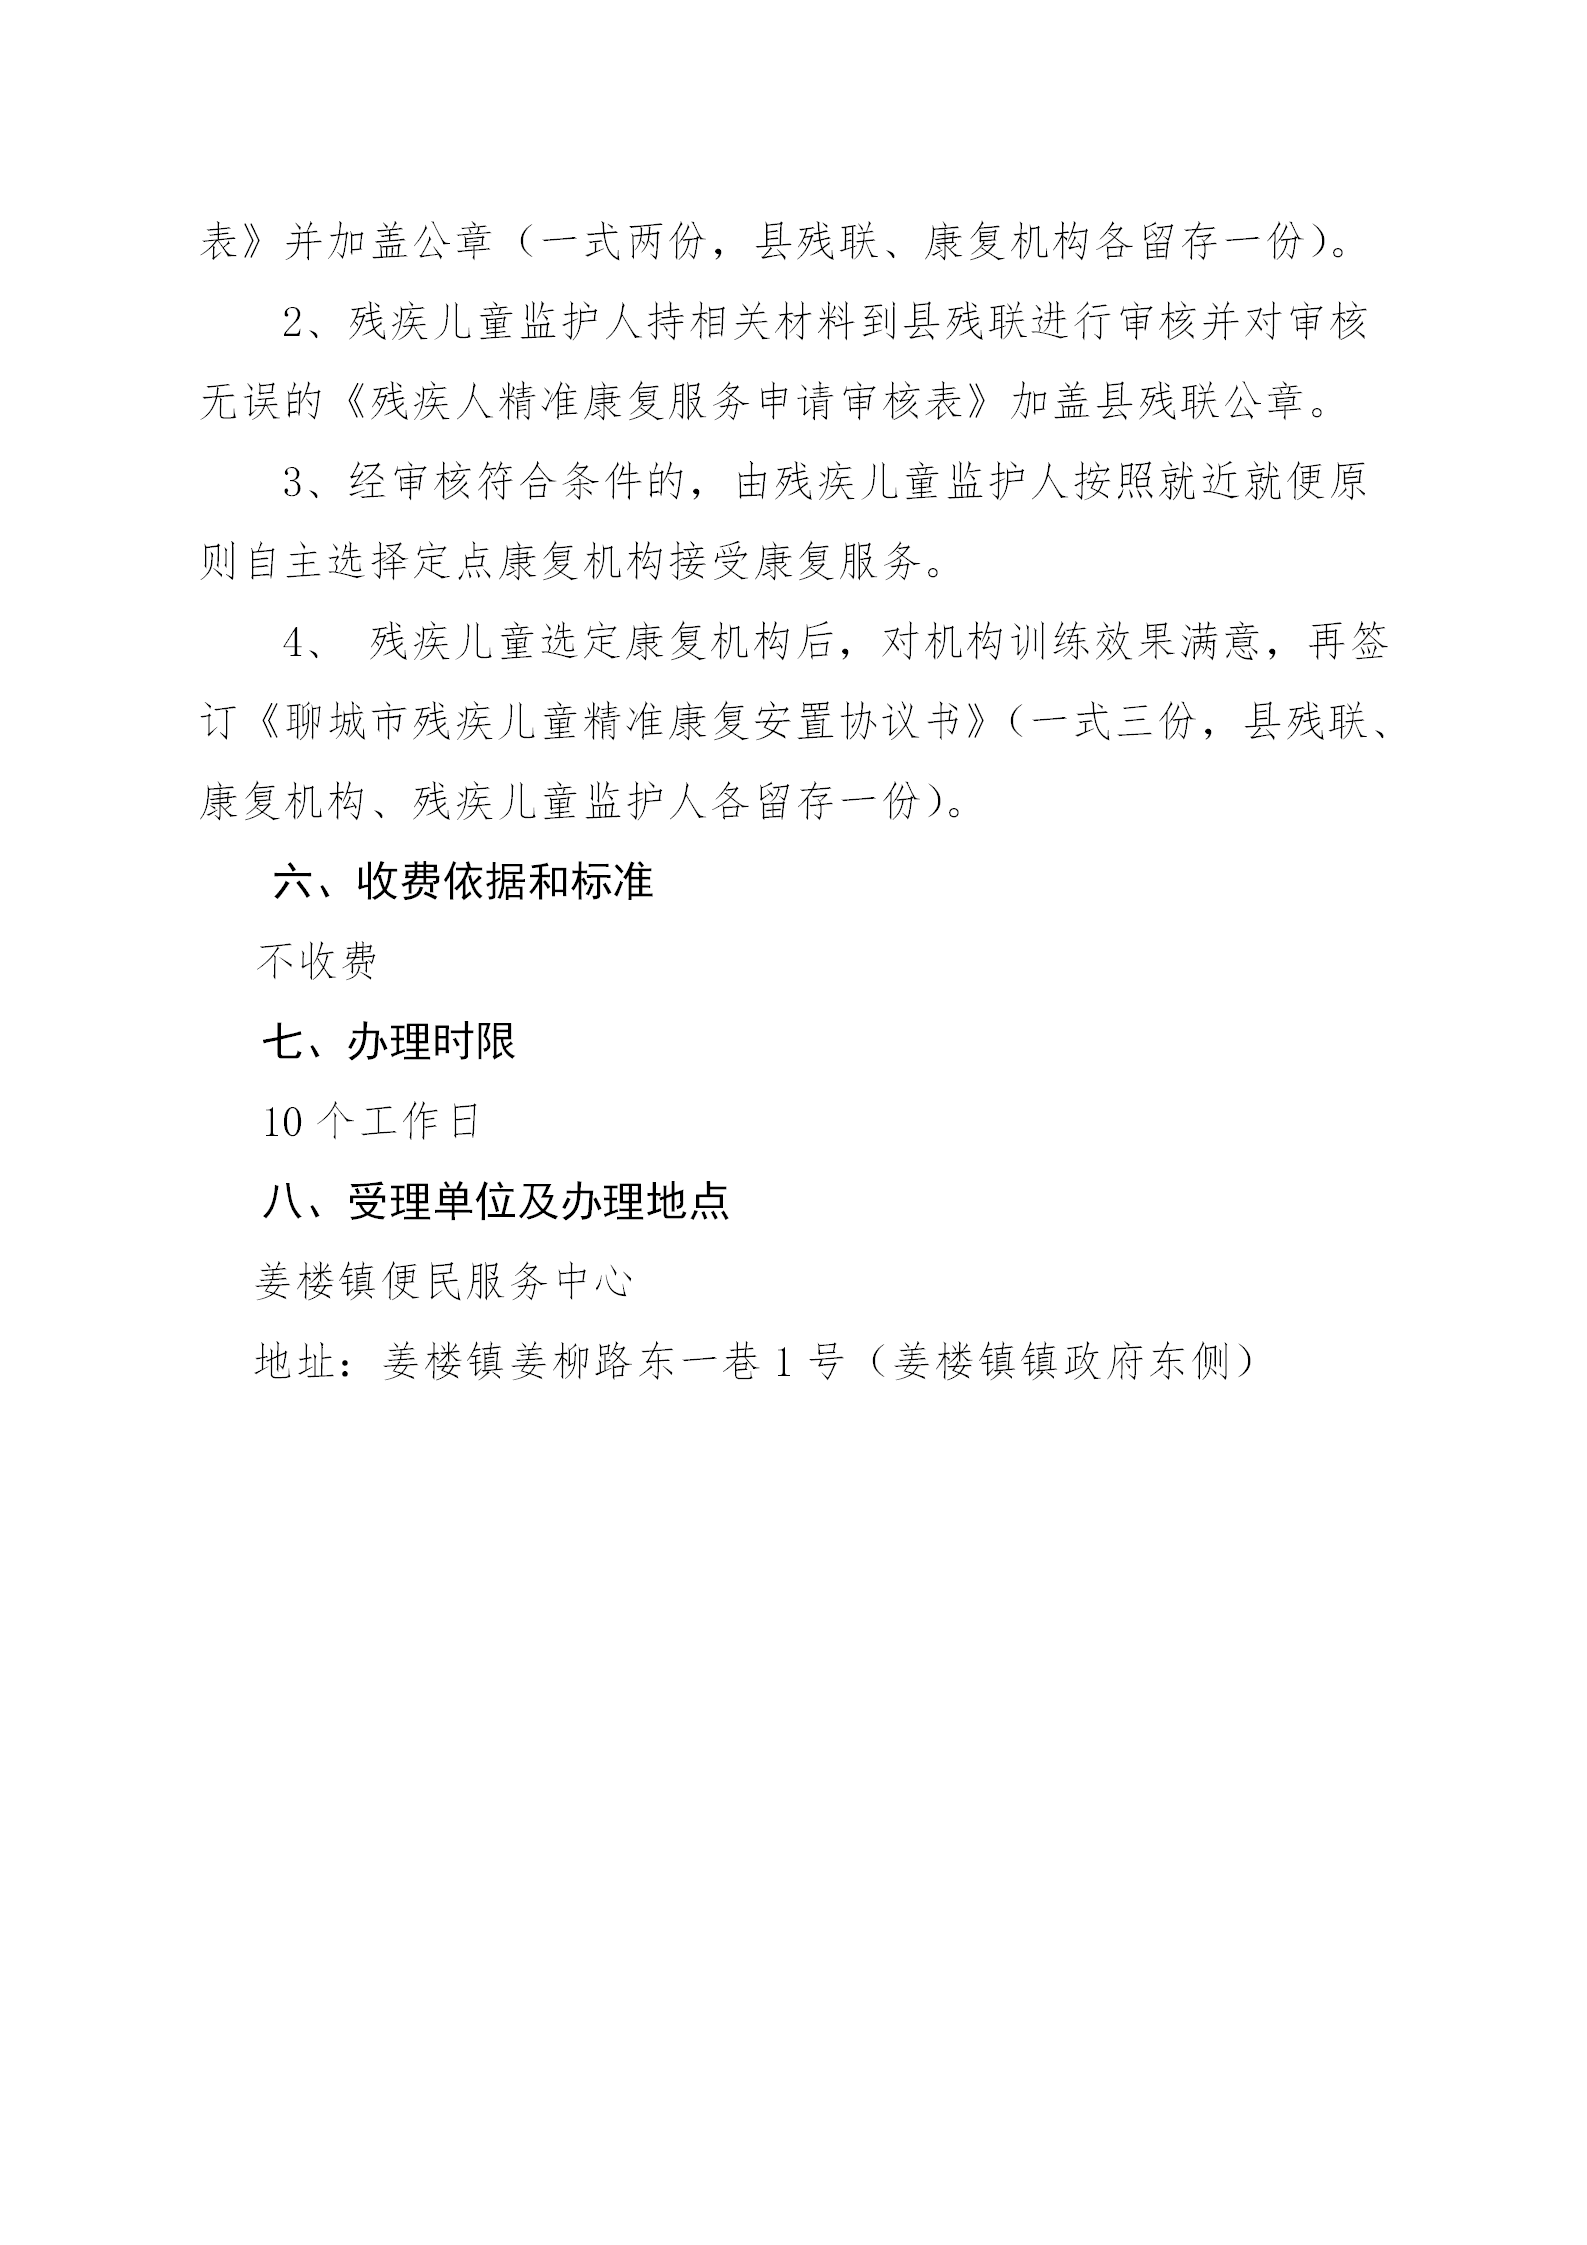 表》并加盖公章（一式两份，县残联、康复机构各留存一份）。
2、残疾儿童监护人持相关材料到县残联进行审核并对审核
无误的《残疾人精准康复服务申请审核表》加盖县残联公章。
3、经审核符合条件的，由残疾儿童监护人按照就近就便原
则自主选择定点康复机构接受康复服务。
4、 残疾儿童选定康复机构后，对机构训练效果满意，再签
订《聊城市残疾儿童精准康复安置协议书》（一式三份，县残联、
康复机构、残疾儿童监护人各留存一份）。
六、收费依据和标准
不收费
七、办理时限
10 个工作日
八、受理单位及办理地点
姜楼镇便民服务中心
地址：姜楼镇姜柳路东一巷 1 号（姜楼镇镇政府东侧）